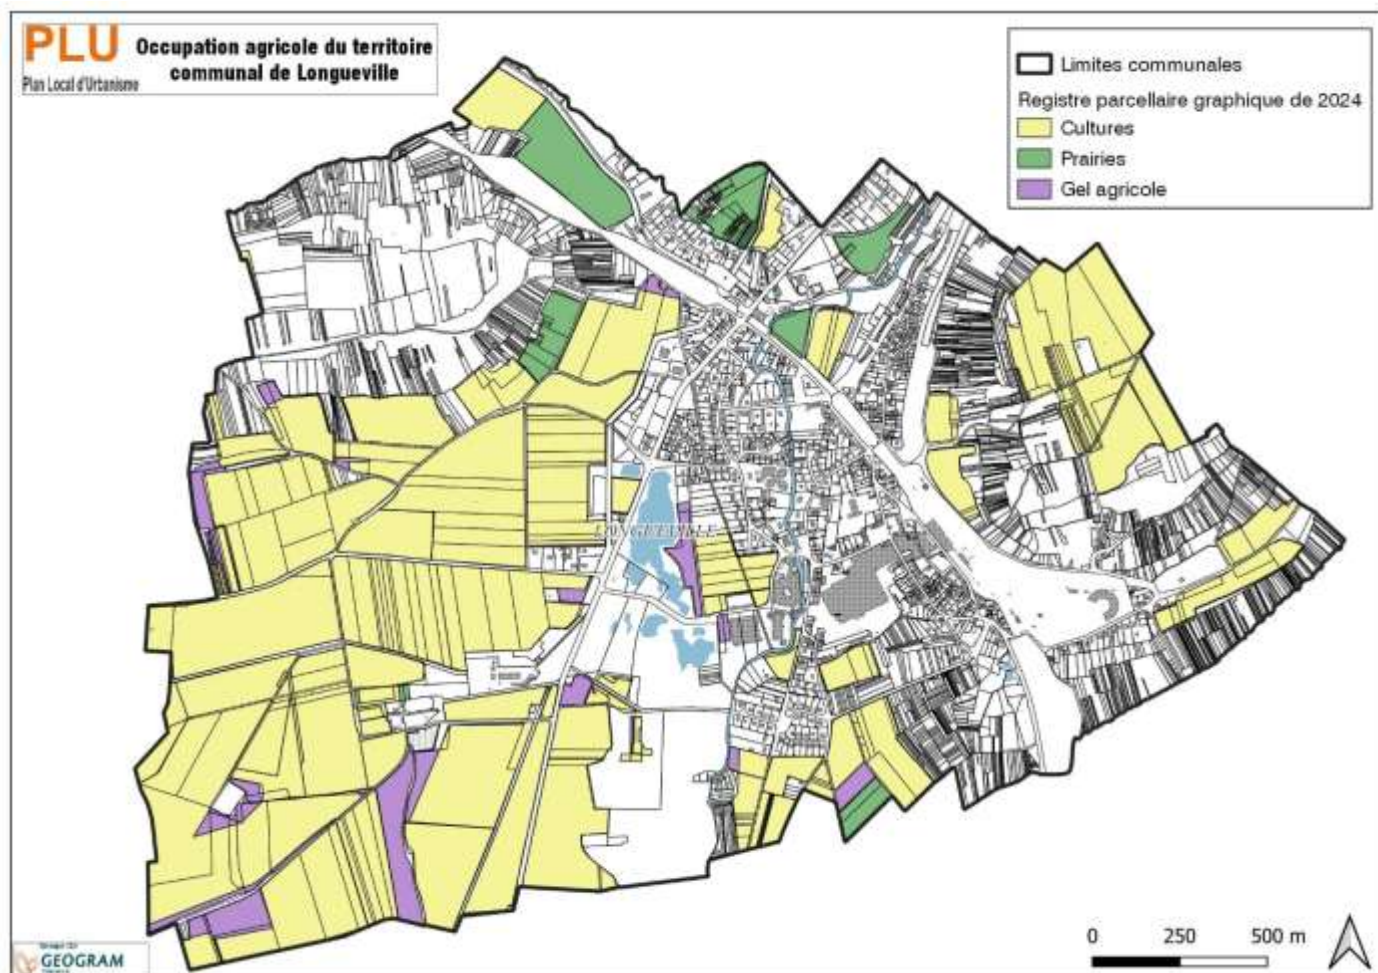 PLU
Plan Local d'Urbanisme
Occupation agricole du territoire
communal de Longueville
Limites communales
Registre parcellaire graphique de 2024
Cultures
Prairies
Gel agricole
LONGUEVILLE
0 250 500 m
GEOGRAM